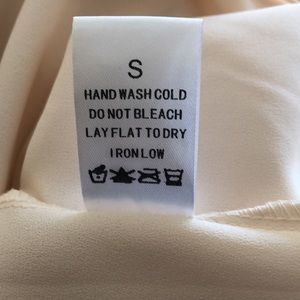 S
HAND WASH COLD
DO NOT BLEACH
LAY FLAT TO DRY
IRON LOW